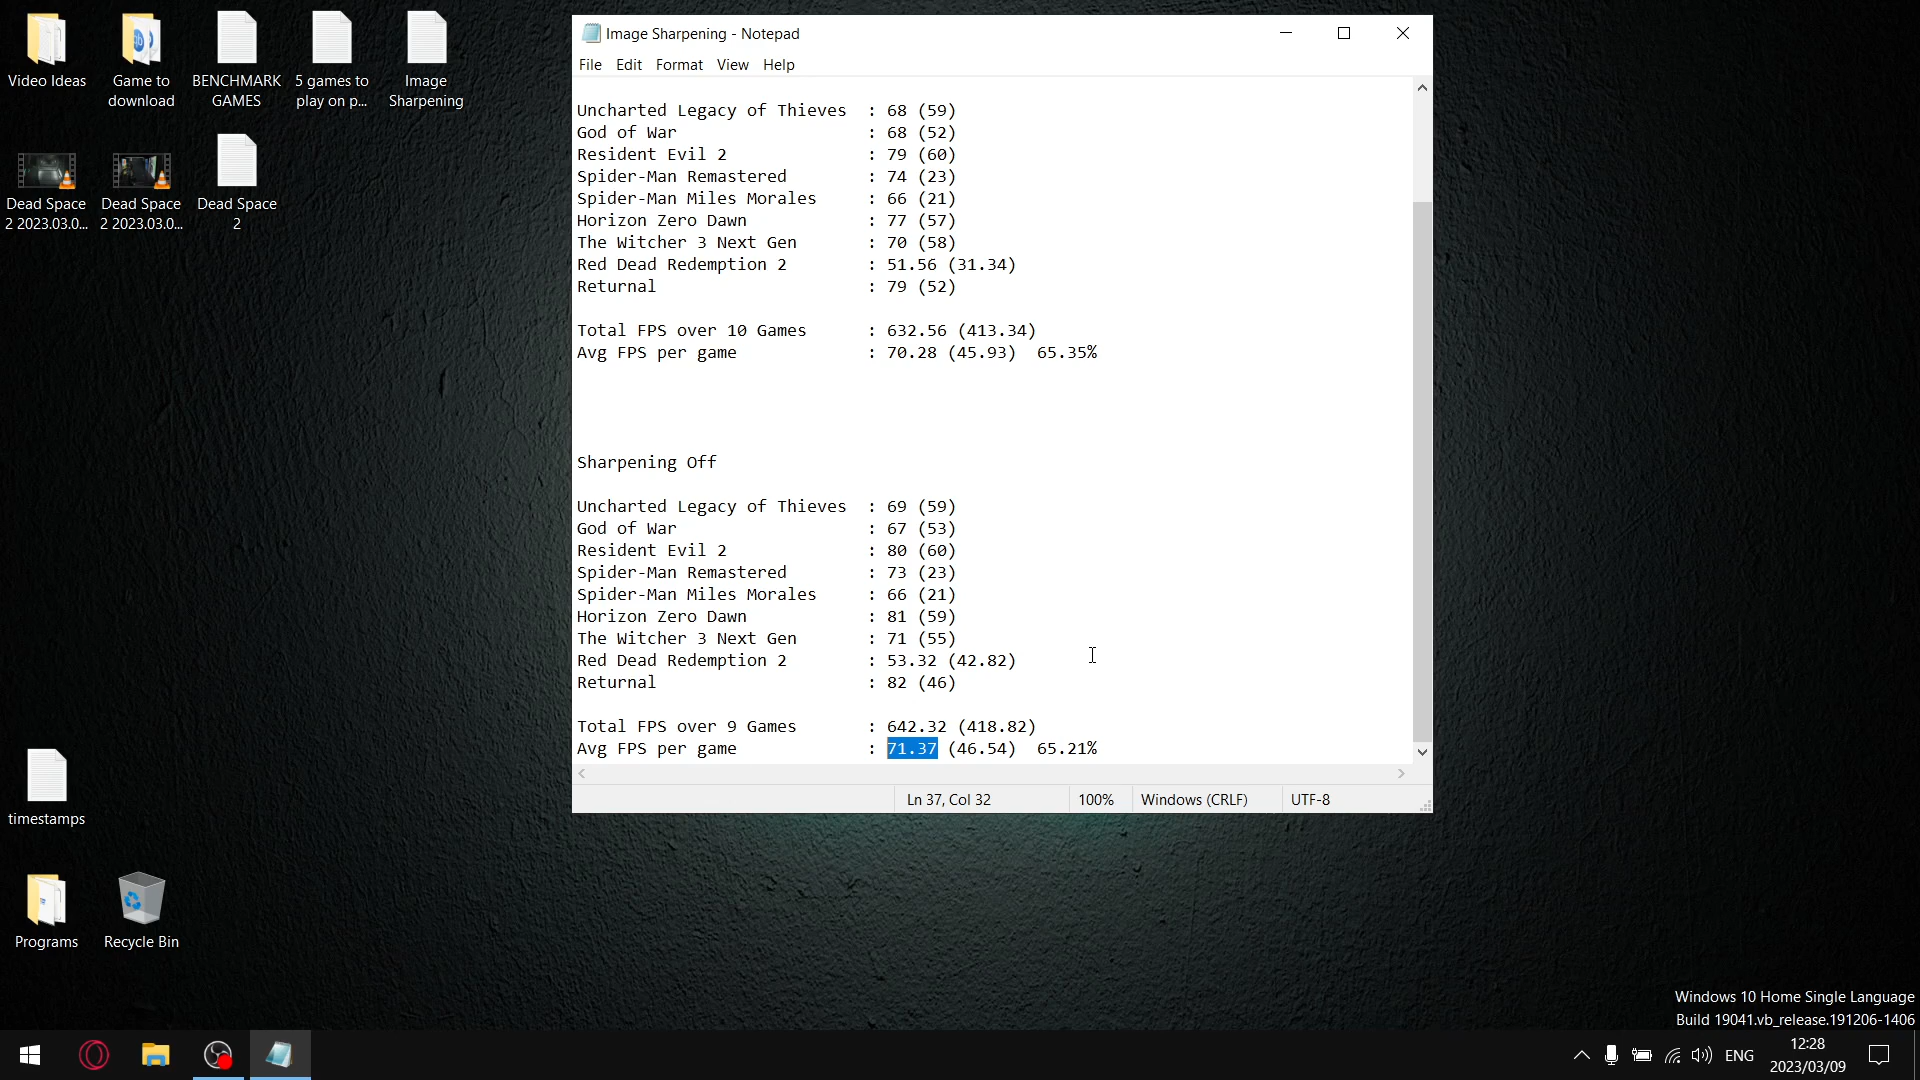 Video Ideas
Game to
download
BENCHMARK
GAMES
5 games to
play on p...
Image
Sharpening
Dead Space
2 2023.03.0...
Dead Space
2 2023.03.0...
Dead Space
2
timestamps
Programs
Recycle Bin
Image Sharpening - Notepad
File Edit Format View Help
Uncharted Legacy of Thieves : 68 (59)
God of War : 68 (52)
Resident Evil 2 : 79 (60)
Spider-Man Remastered : 74 (23)
Spider-Man Miles Morales : 66 (21)
Horizon Zero Dawn : 77 (57)
The Witcher 3 Next Gen : 70 (58)
Red Dead Redemption 2 : 51.56 (31.34)
Returnal : 79 (52)
Total FPS over 10 Games : 632.56 (413.34)
Avg FPS per game : 70.28 (45.93) 65.35%
Sharpening Off
Uncharted Legacy of Thieves : 69 (59)
God of War : 67 (53)
Resident Evil 2 : 80 (60)
Spider-Man Remastered : 73 (23)
Spider-Man Miles Morales : 66 (21)
Horizon Zero Dawn : 81 (59)
The Witcher 3 Next Gen : 71 (55)
Red Dead Redemption 2 : 53.32 (42.82)
Returnal : 82 (46)
Total FPS over 9 Games : 642.32 (418.82)
Avg FPS per game : 71.37 (46.54) 65.21%
Ln 37, Col 32 100% Windows (CRLF) UTF-8
Windows 10 Home Single Language
Build 19041.vb_release.191206-1406
ENG
12:28
2023/03/09